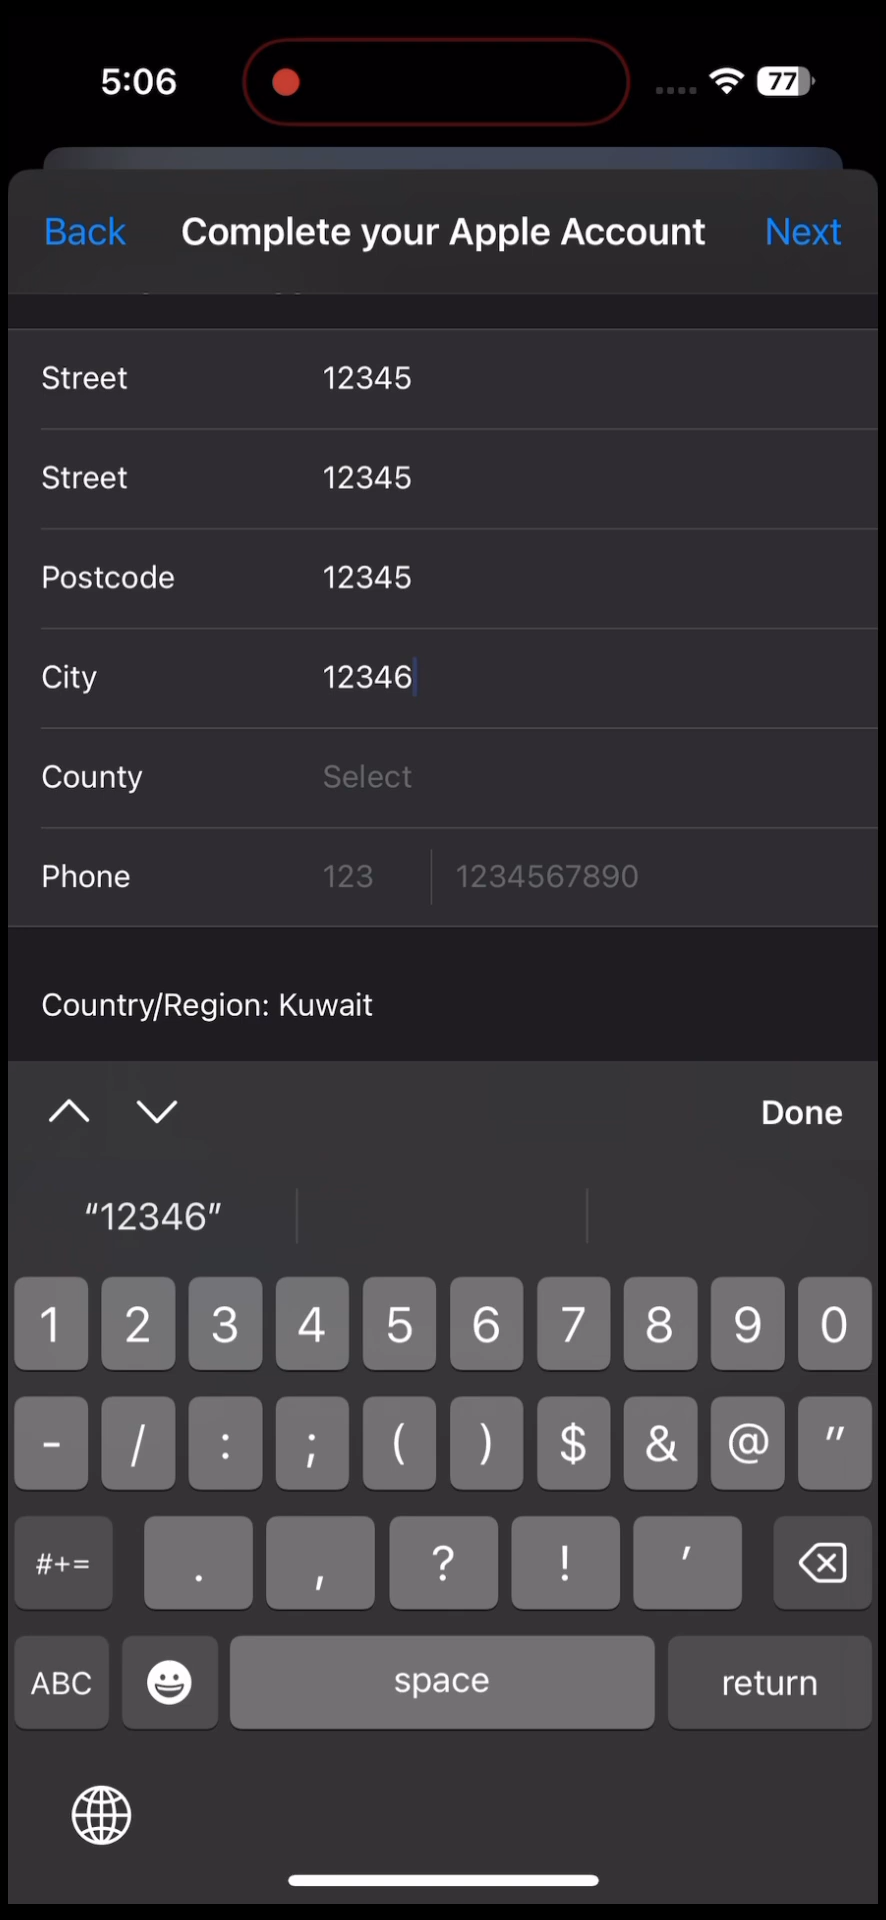 5:06
77
Back Complete your Apple Account Next
Street 12345
Street 12345
Postcode 12345
City 12346
County Select
Phone 123 1234567890
Country/Region: Kuwait
Done
“12346”
1 2 3 4 5 6 7 8 9 0
- / : ; ( ) $ & @ "
#+= . , ? ! '
ABC space return